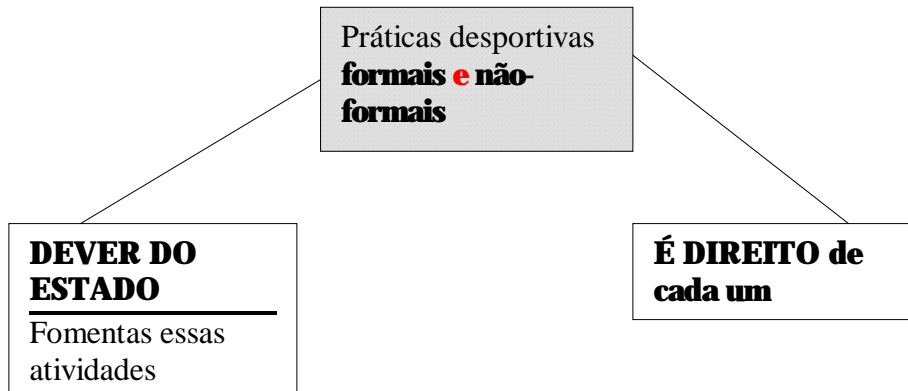 Práticas desportivas
formais e não-
formais
DEVER DO
ESTADO
Fomentas essas
atividades
É DIREITO de
cada um